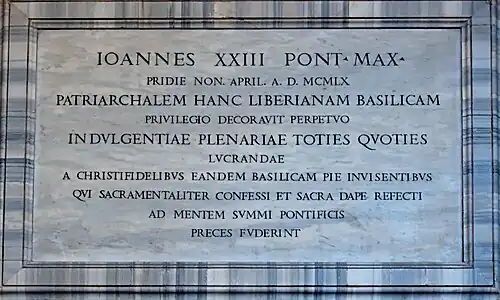 IOANNES XXIII PONT · MAX ·
PRIDIE NON. APRIL. A. D. MCMLX
PATRIARCHALEM HANC LIBERIANAM BASILICAM
PRIVILEGIO DECORAVIT PERPETVO
INDVLGENTIAE PLENARIAE TOTIES QVOTIES
LVCRANDAE
A CHRISTIFIDELIBVS EANDEM BASILICAM PIE INVISENTIBVS
QVI SACRAMENTALITER CONFESSI ET SACRA DAPE REFECTI
AD MENTEM SVMMI PONTIFICIS
PRECES FVDERINT